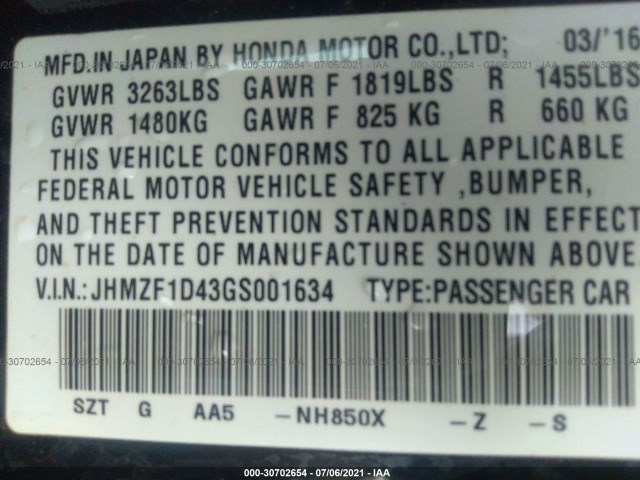 MFD.IN JAPAN BY HONDA MOTOR CO.,LTD; 03/'16
GVWR 3263LBS GAWR F 1819LBS R 1455LBS
GVWR 1480KG GAWR F 825 KG R 660 KG
THIS VEHICLE CONFORMS TO ALL APPLICABLE
FEDERAL MOTOR VEHICLE SAFETY ,BUMPER,
AND THEFT PREVENTION STANDARDS IN EFFECT
ON THE DATE OF MANUFACTURE SHOWN ABOVE.
V.I.N.:JHMZF1D43GS001634 TYPE:PASSENGER CAR
SZT G AA5 -NH850X -Z -S
000-30702654 - 07/06/2021 - IAA